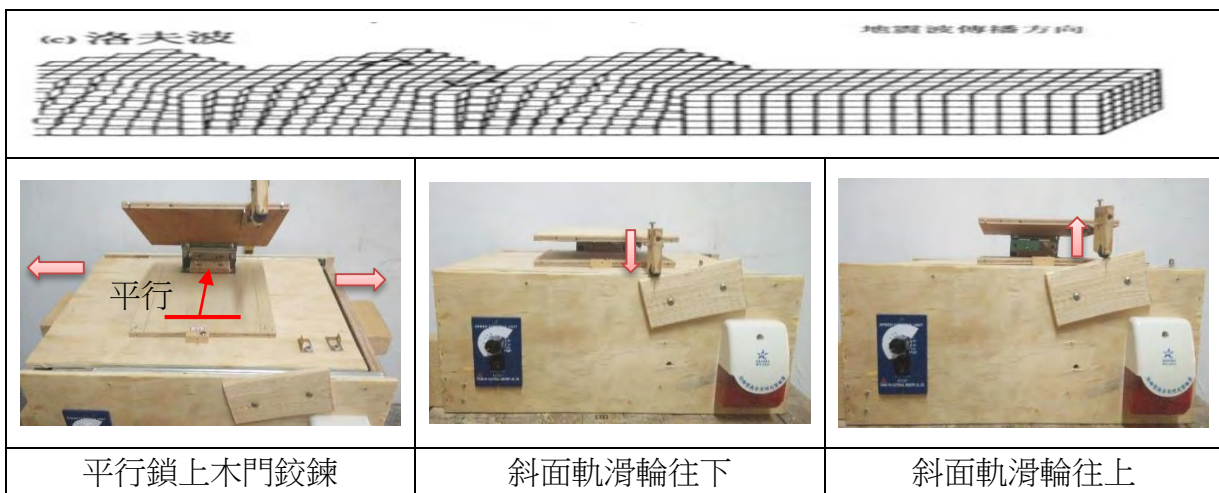 (c) 洛夫波
地震波傳播方向
平行
平行鎖上木門鉸鍊
斜面軌滑輪往下
斜面軌滑輪往上